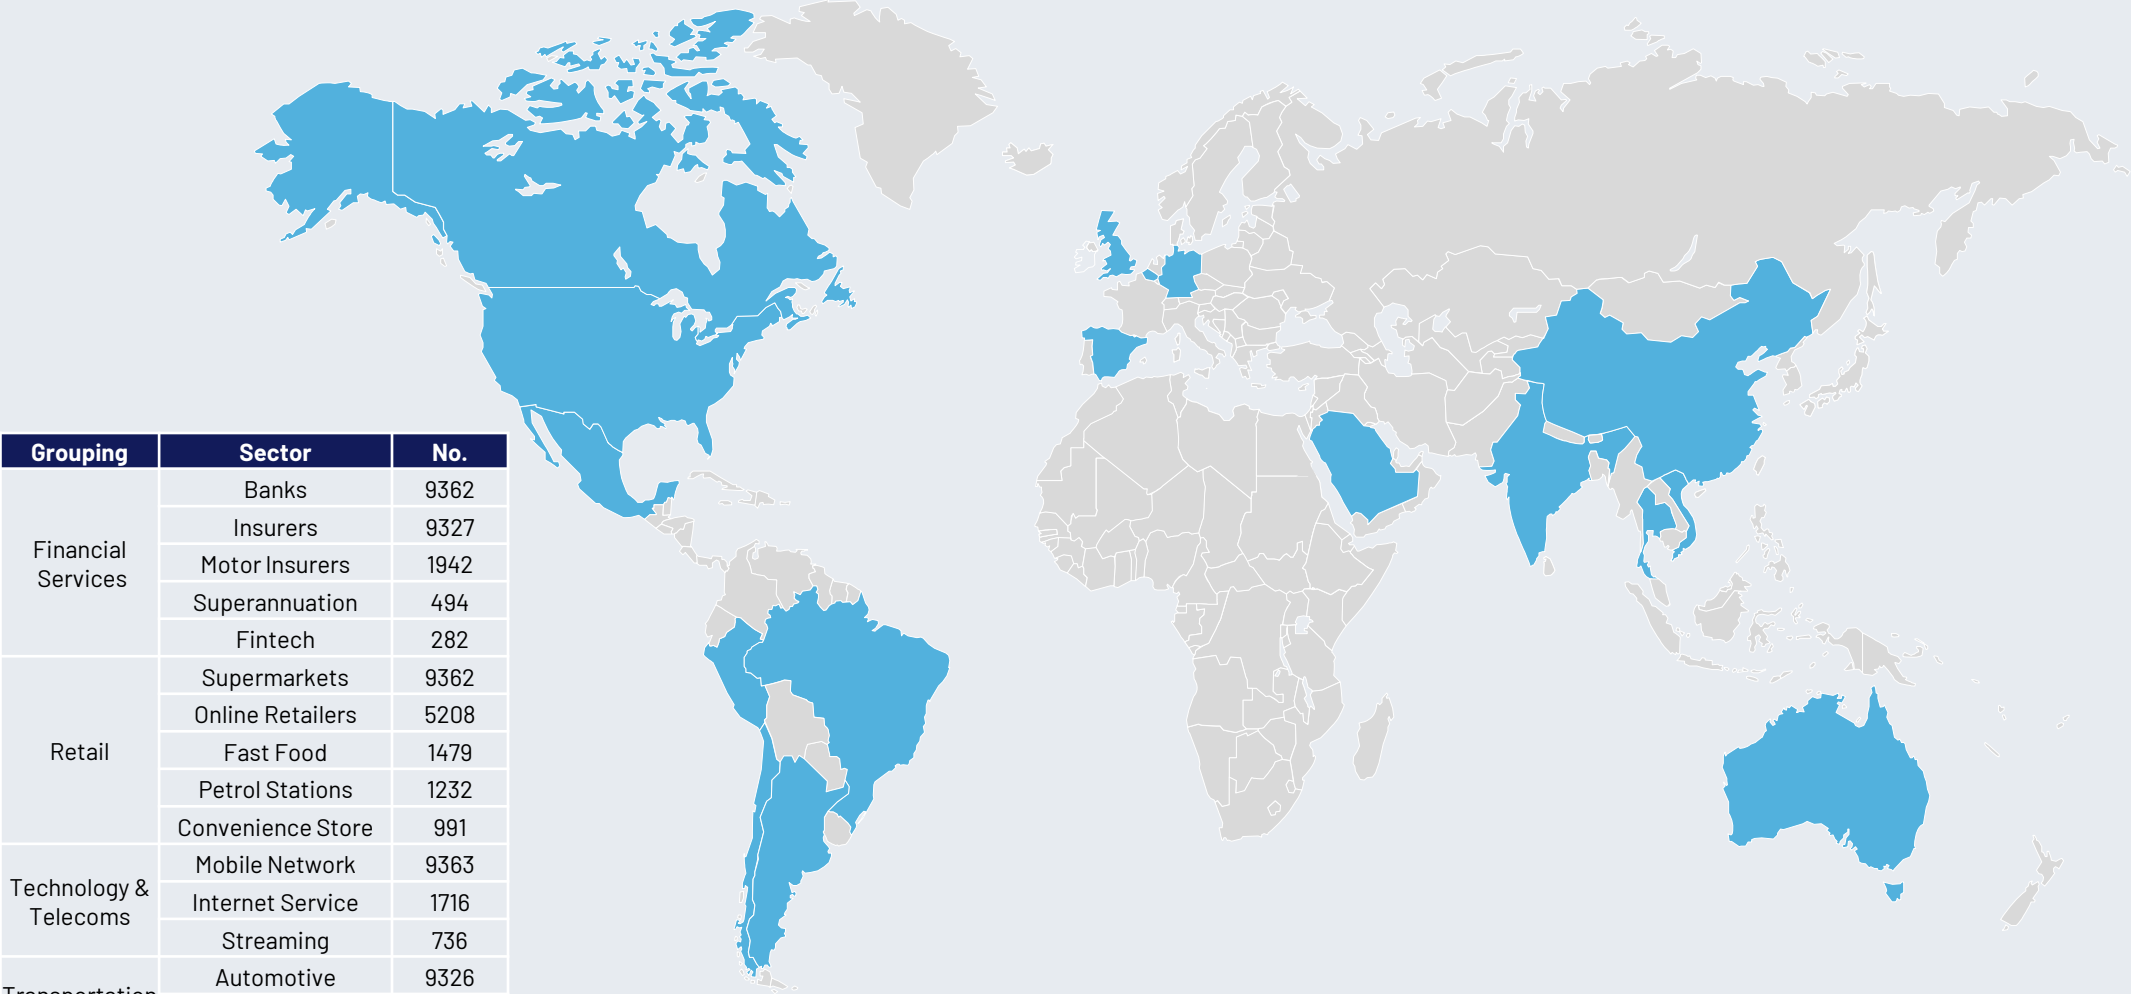 Grouping Sector No.
Financial Services
Banks 9362
Insurers 9327
Motor Insurers 1942
Superannuation 494
Fintech 282
Retail
Supermarkets 9362
Online Retailers 5208
Fast Food 1479
Petrol Stations 1232
Convenience Store 991
Technology &
Telecoms
Mobile Network 9363
Internet Service 1716
Streaming 736
Transportation
Automotive 9326